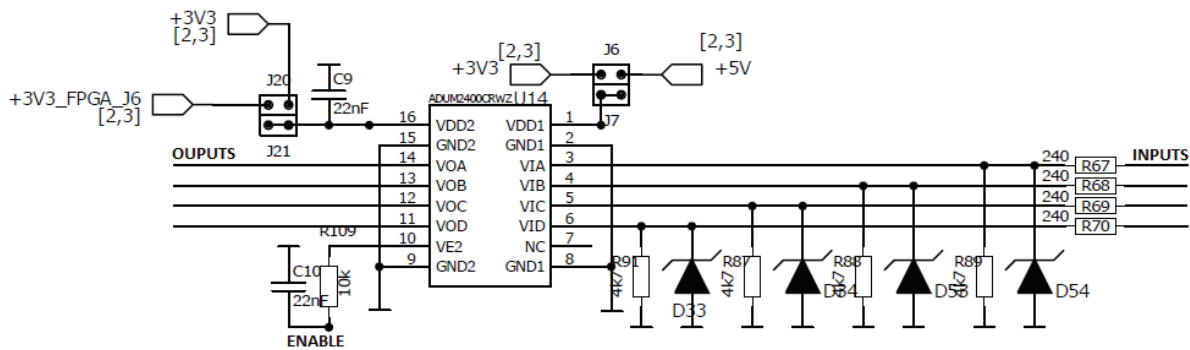 +3V3
[2,3]
J20
C9
22nF
+3V3_FPGA_J6
[2,3]
J21
[2,3]
+3V3
J6
J7
[2,3]
+5V
ADUM2400CRWZ U14
16 VDD2 VDD1 1
15 GND2 GND1 2
OUPUTS 14 VOA VIA 3 240 R67 INPUTS
13 VOB VIB 4 240 R68
12 VOC VIC 5 240 R69
11 VOD VID 6 240 R70
R109
10 VE2 NC 7
9 GND2 GND1 8
C10
22nF
10k
ENABLE
R91
4k7
D33
R87
4k7
D34
R88
4k7
D53
R89
4k7
D54